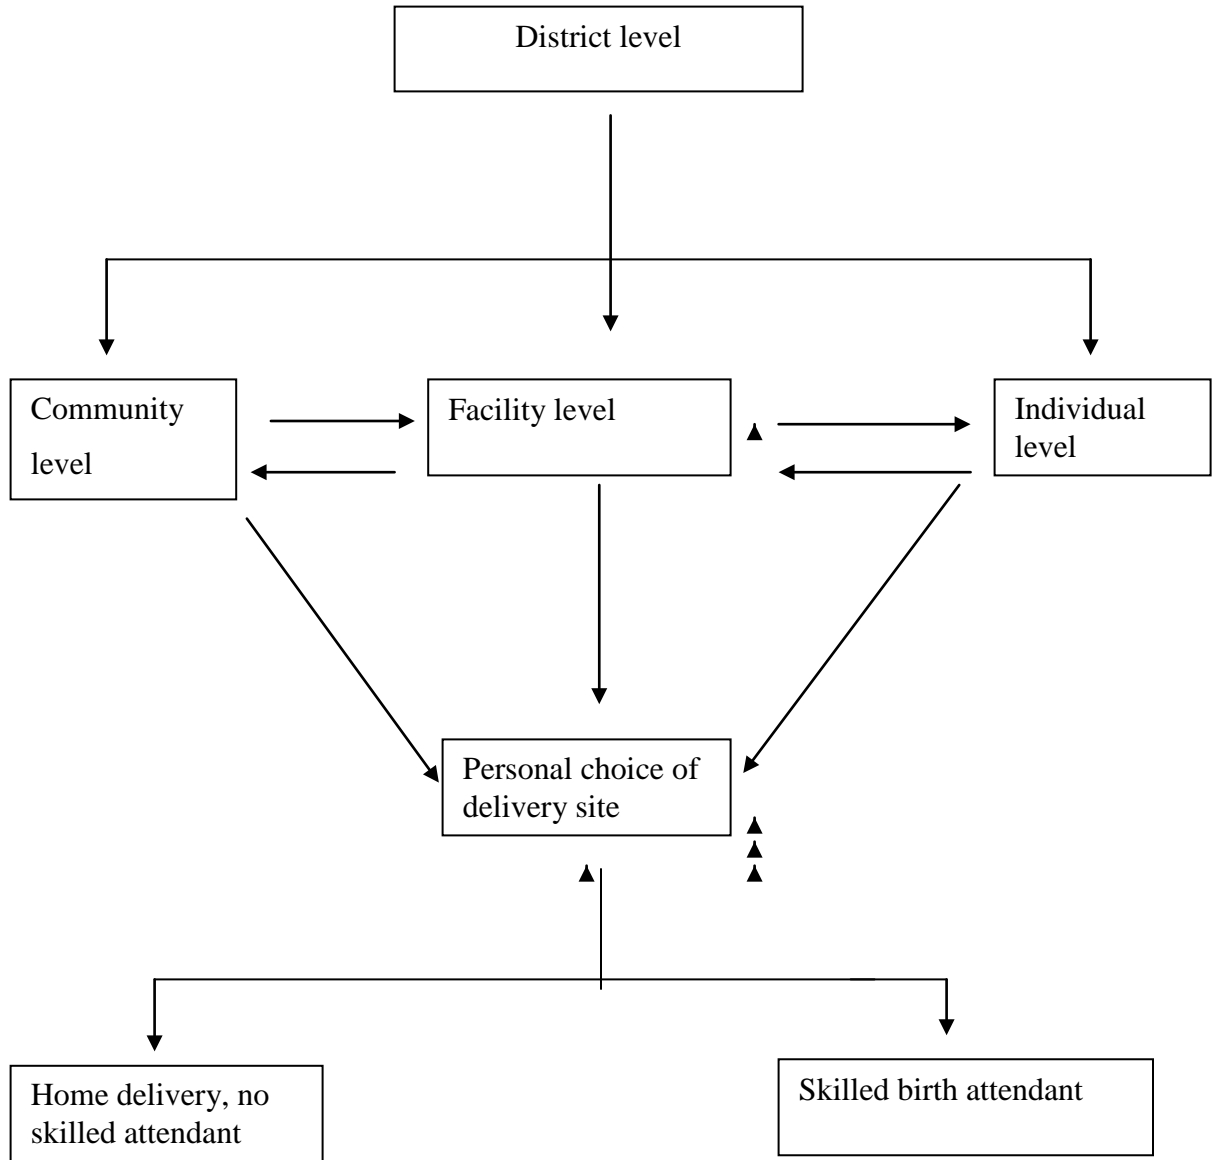 District level
Community
level
Facility level
Individual
level
Personal choice of
delivery site
Home delivery, no
skilled attendant
Skilled birth attendant